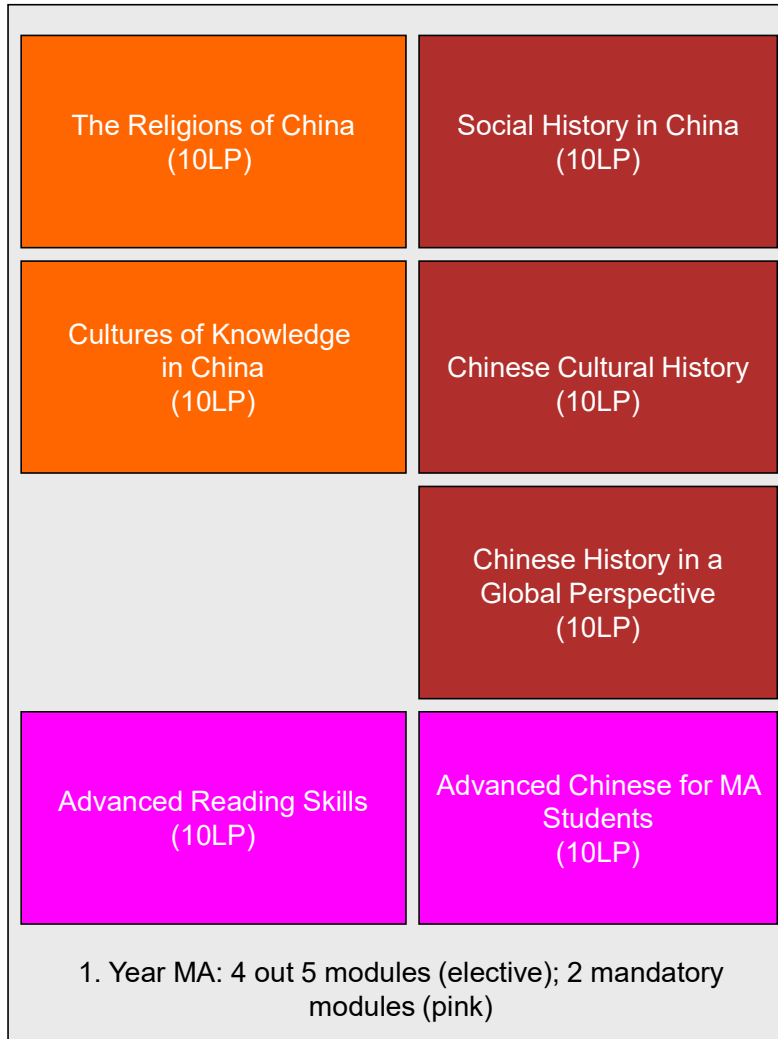 The Religions of China
(10LP)
Social History in China
(10LP)
Cultures of Knowledge
in China
(10LP)
Chinese Cultural History
(10LP)
Chinese History in a
Global Perspective
(10LP)
Advanced Reading Skills
(10LP)
Advanced Chinese for MA
Students
(10LP)
1. Year MA: 4 out 5 modules (elective); 2 mandatory
modules (pink)